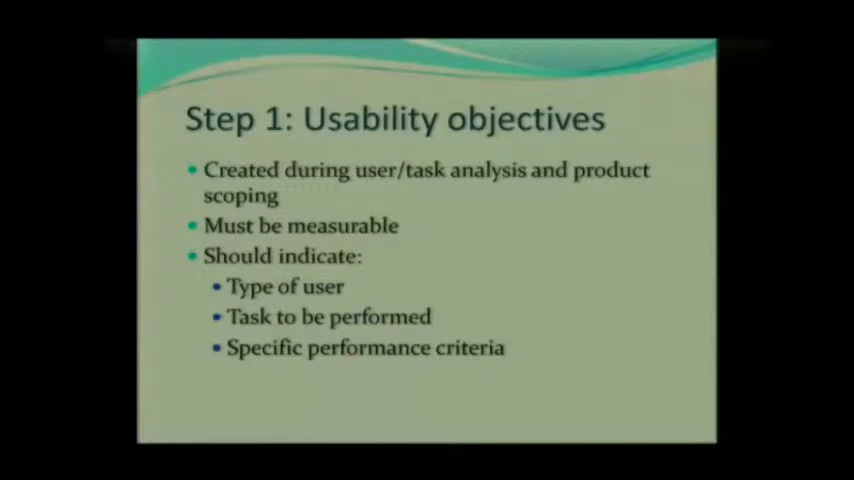 Step 1: Usability objectives
• Created during user/task analysis and product
scoping
• Must be measurable
• Should indicate:
• Type of user
• Task to be performed
• Specific performance criteria